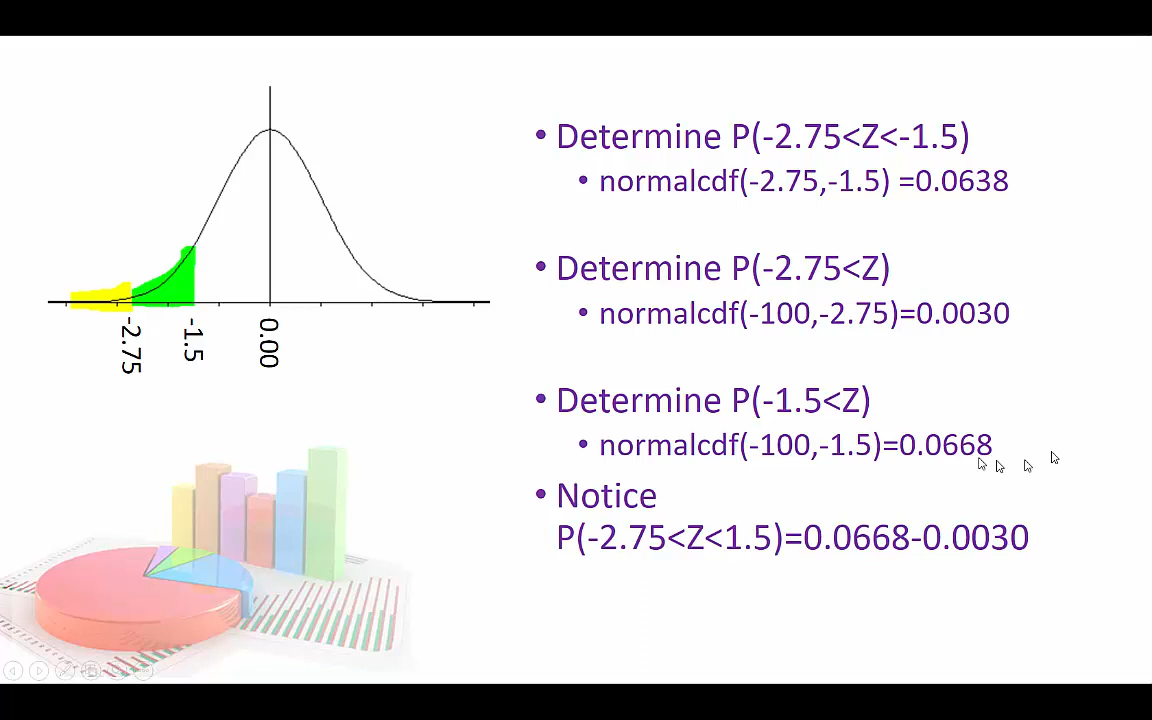 • Determine P(-2.75<Z<-1.5)
• normalcdf(-2.75,-1.5) =0.0638
• Determine P(-2.75<Z)
• normalcdf(-100,-2.75)=0.0030
• Determine P(-1.5<Z)
• normalcdf(-100,-1.5)=0.0668
• Notice
P(-2.75<Z<1.5)=0.0668-0.0030
-2.75
-1.5
0.00